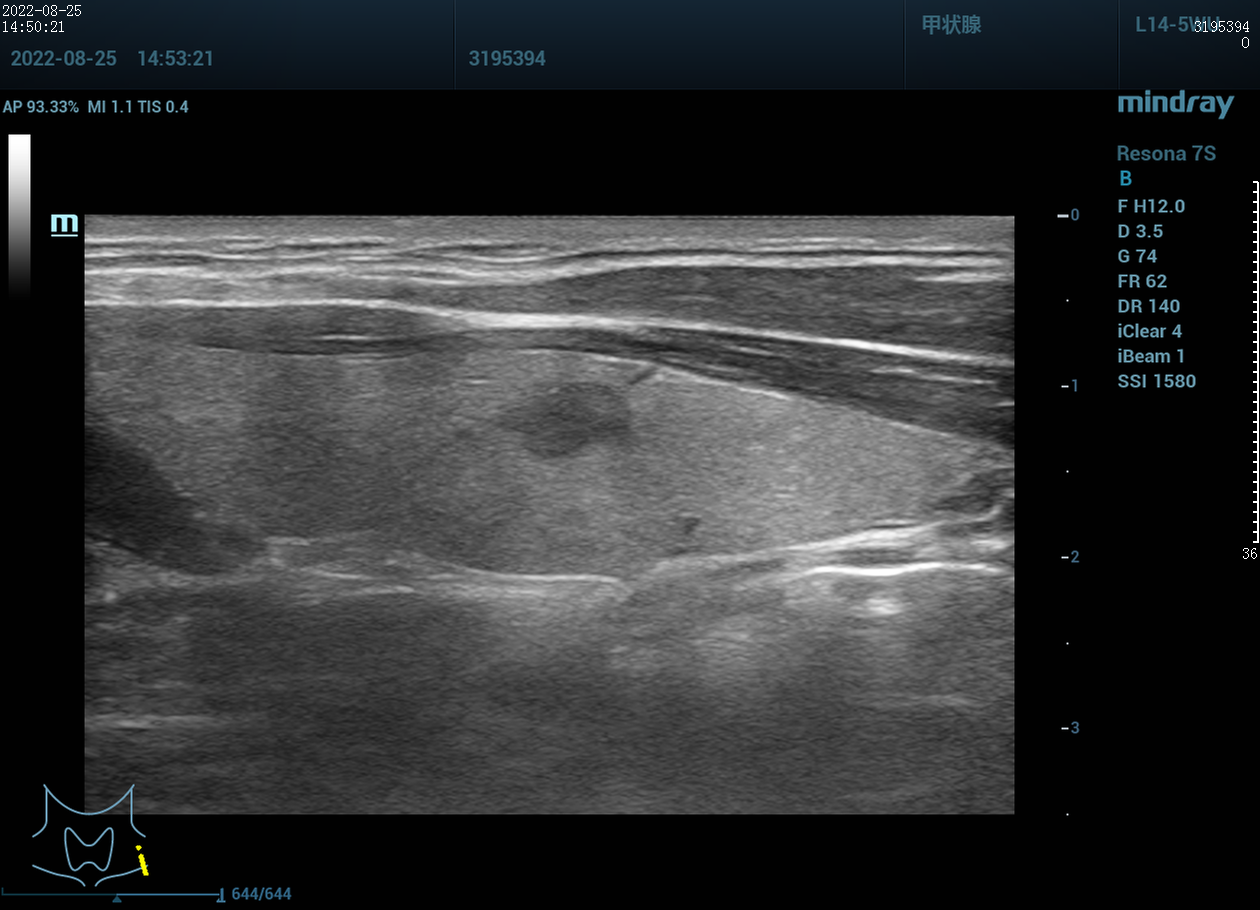 2022-08-25
14:50:21
2022-08-25 14:53:21
3195394
甲状腺
3195394
0
AP 93.33% MI 1.1 TIS 0.4
mindray
Resona 7S
B
F H12.0
D 3.5
G 74
FR 62
DR 140
iClear 4
iBeam 1
SSI 1580
m
0
1
2
3
36
644/644